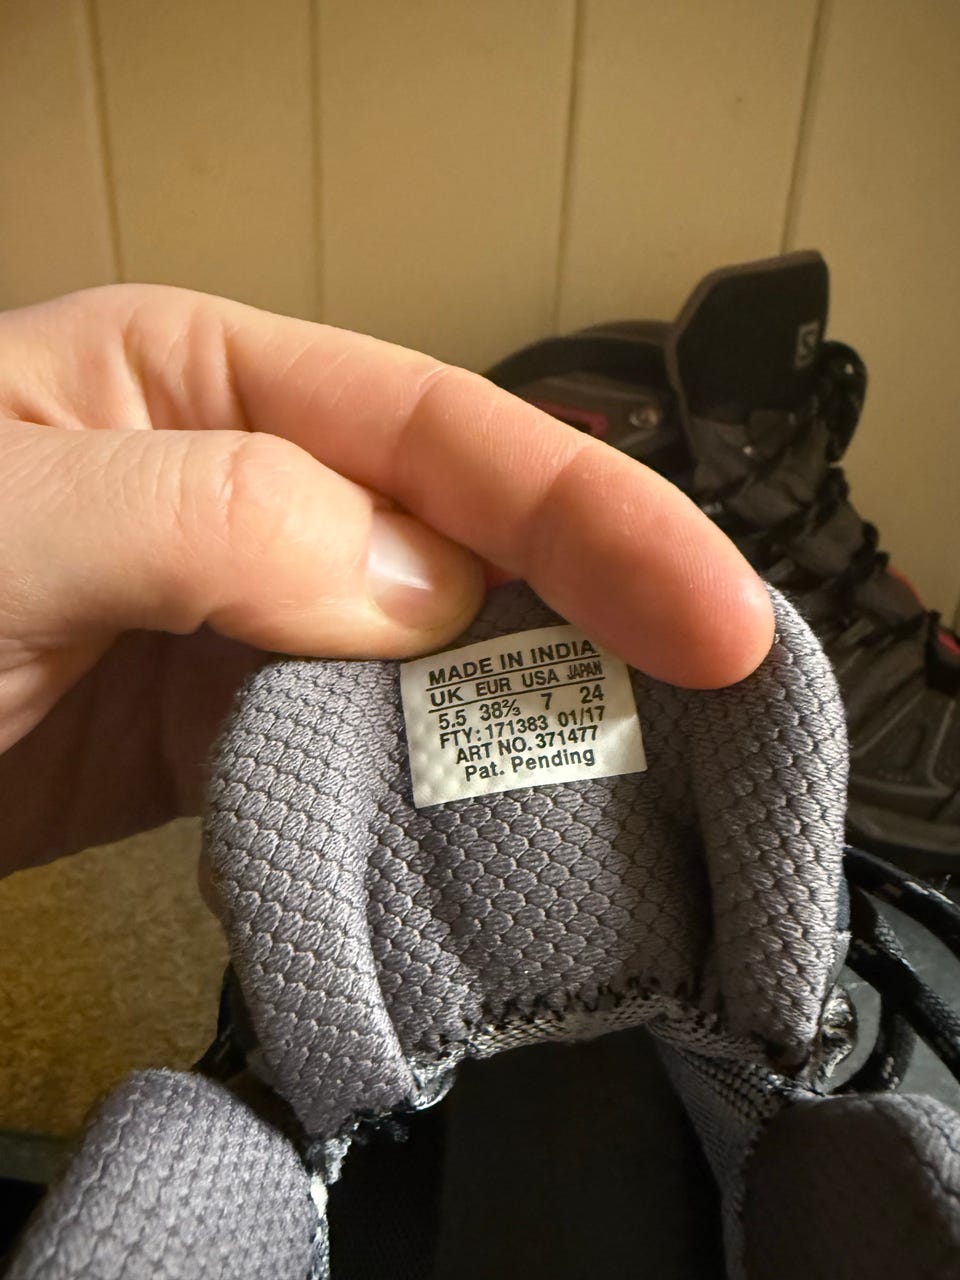 MADE IN INDIA
UK EUR USA JAPAN
5.5 38⅔ 7 24
FTY: 171383 01/17
ART NO. 371477
Pat. Pending
S